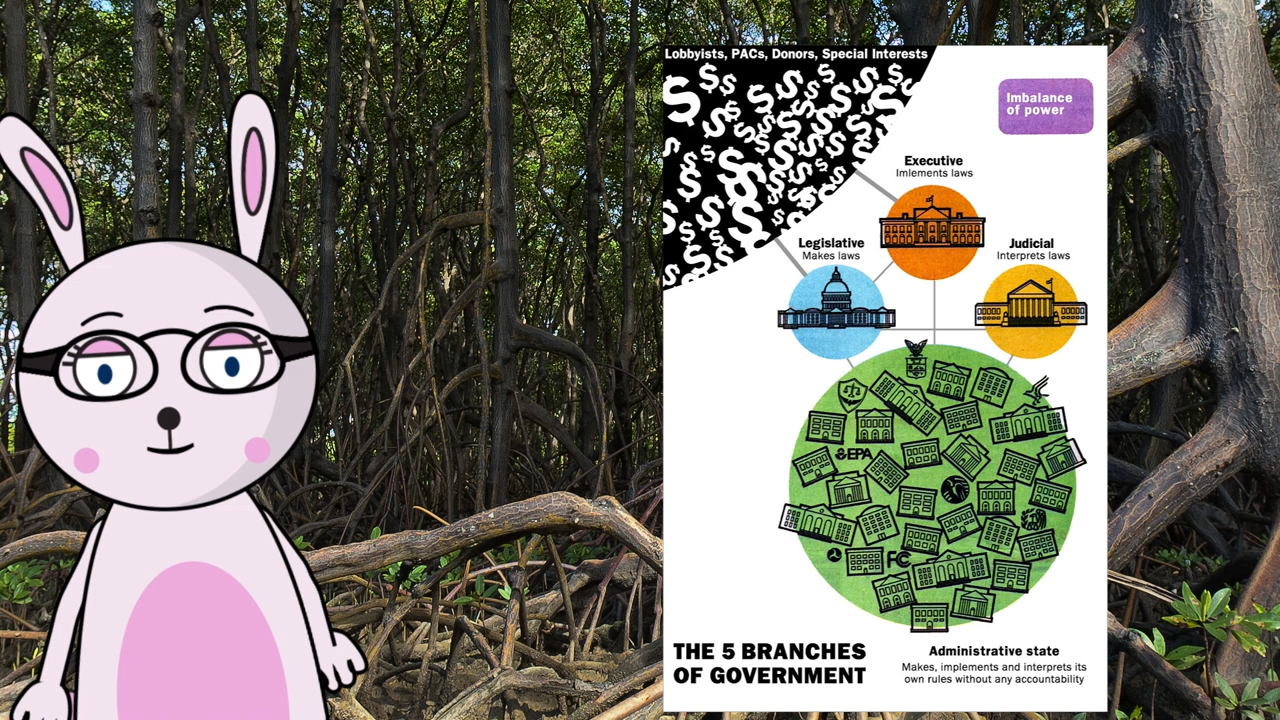 Lobbyists, PACs, Donors, Special Interests
Imbalance
of power
Executive
Imlements laws
Legislative
Makes laws
Judicial
Interprets laws
EPA
FC
THE 5 BRANCHES
OF GOVERNMENT
Administrative state
Makes, implements and interprets its
own rules without any accountability